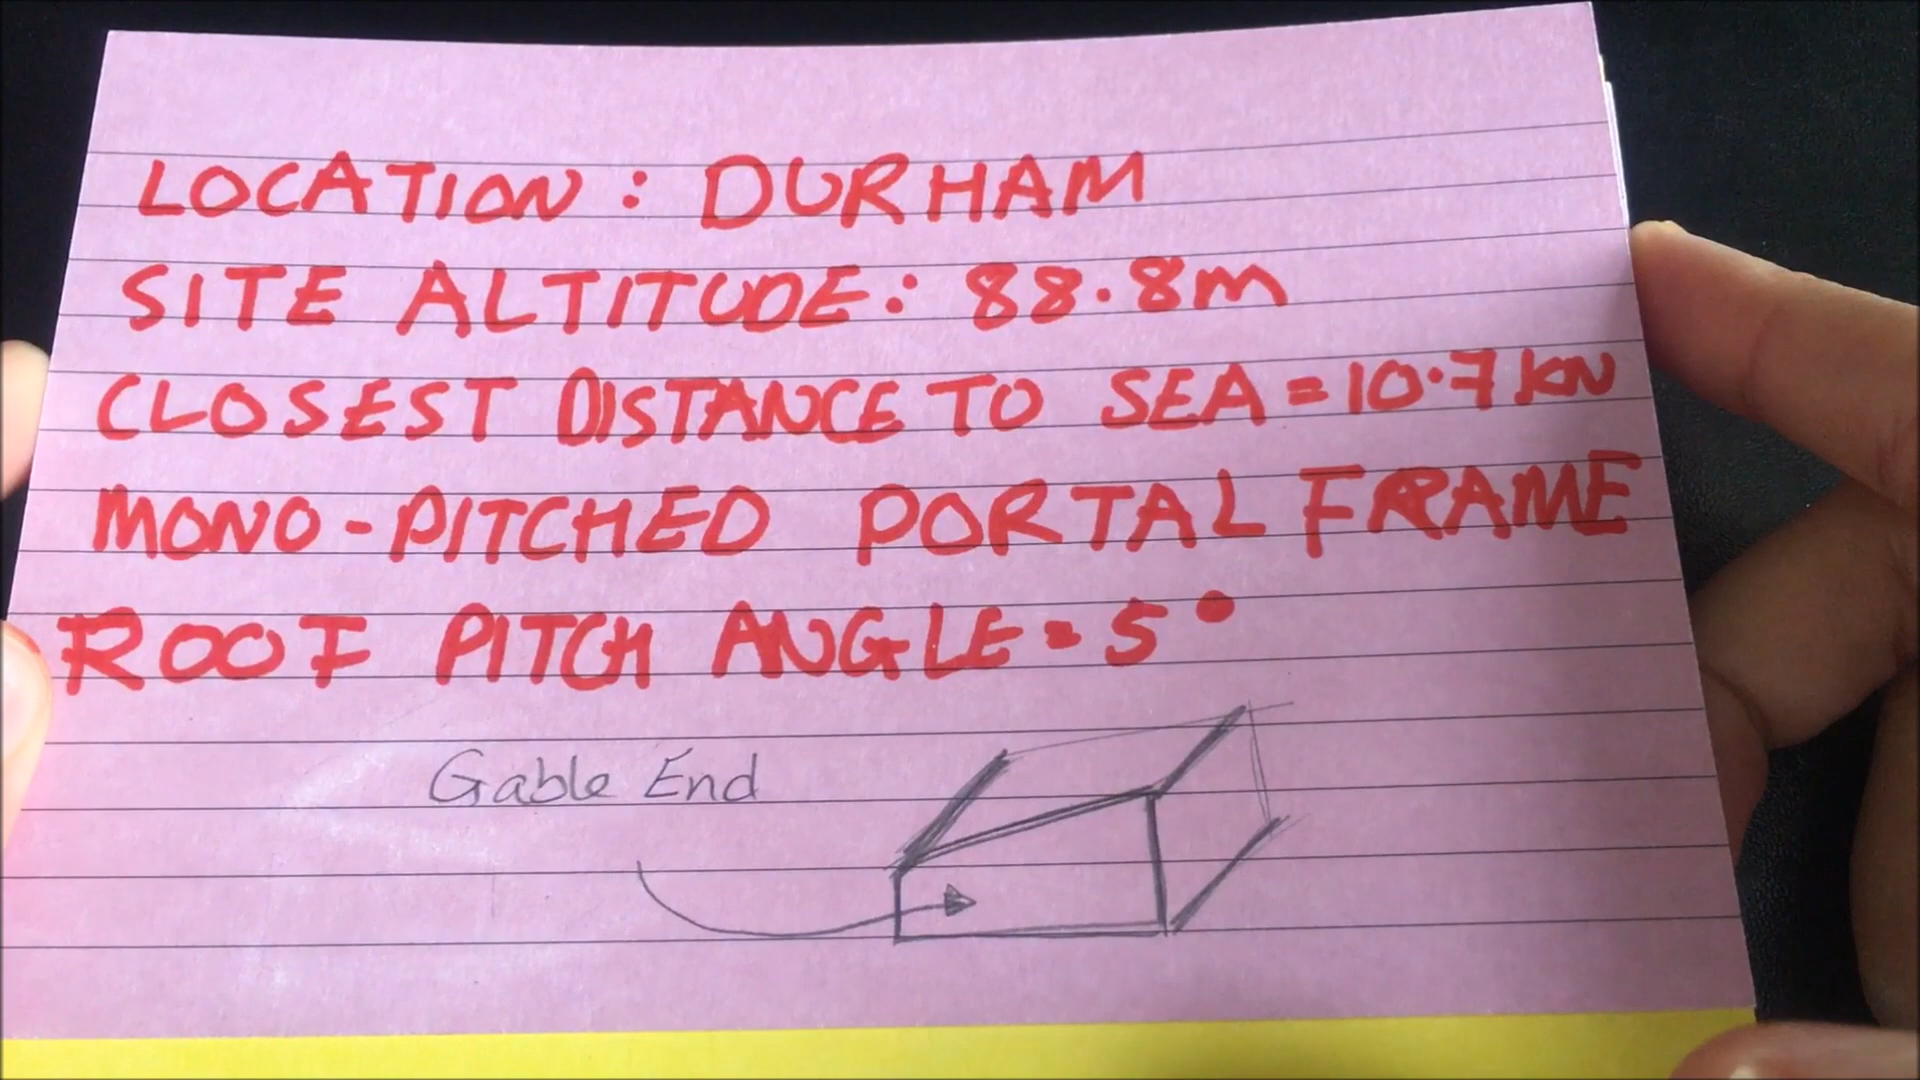 LOCATION : DURHAM
SITE ALTITUDE: 88.8m
CLOSEST DISTANCE TO SEA = 10.7 KN
MONO-PITCHED PORTAL FRAME
ROOF PITCH ANGLE = 5°
Gable End